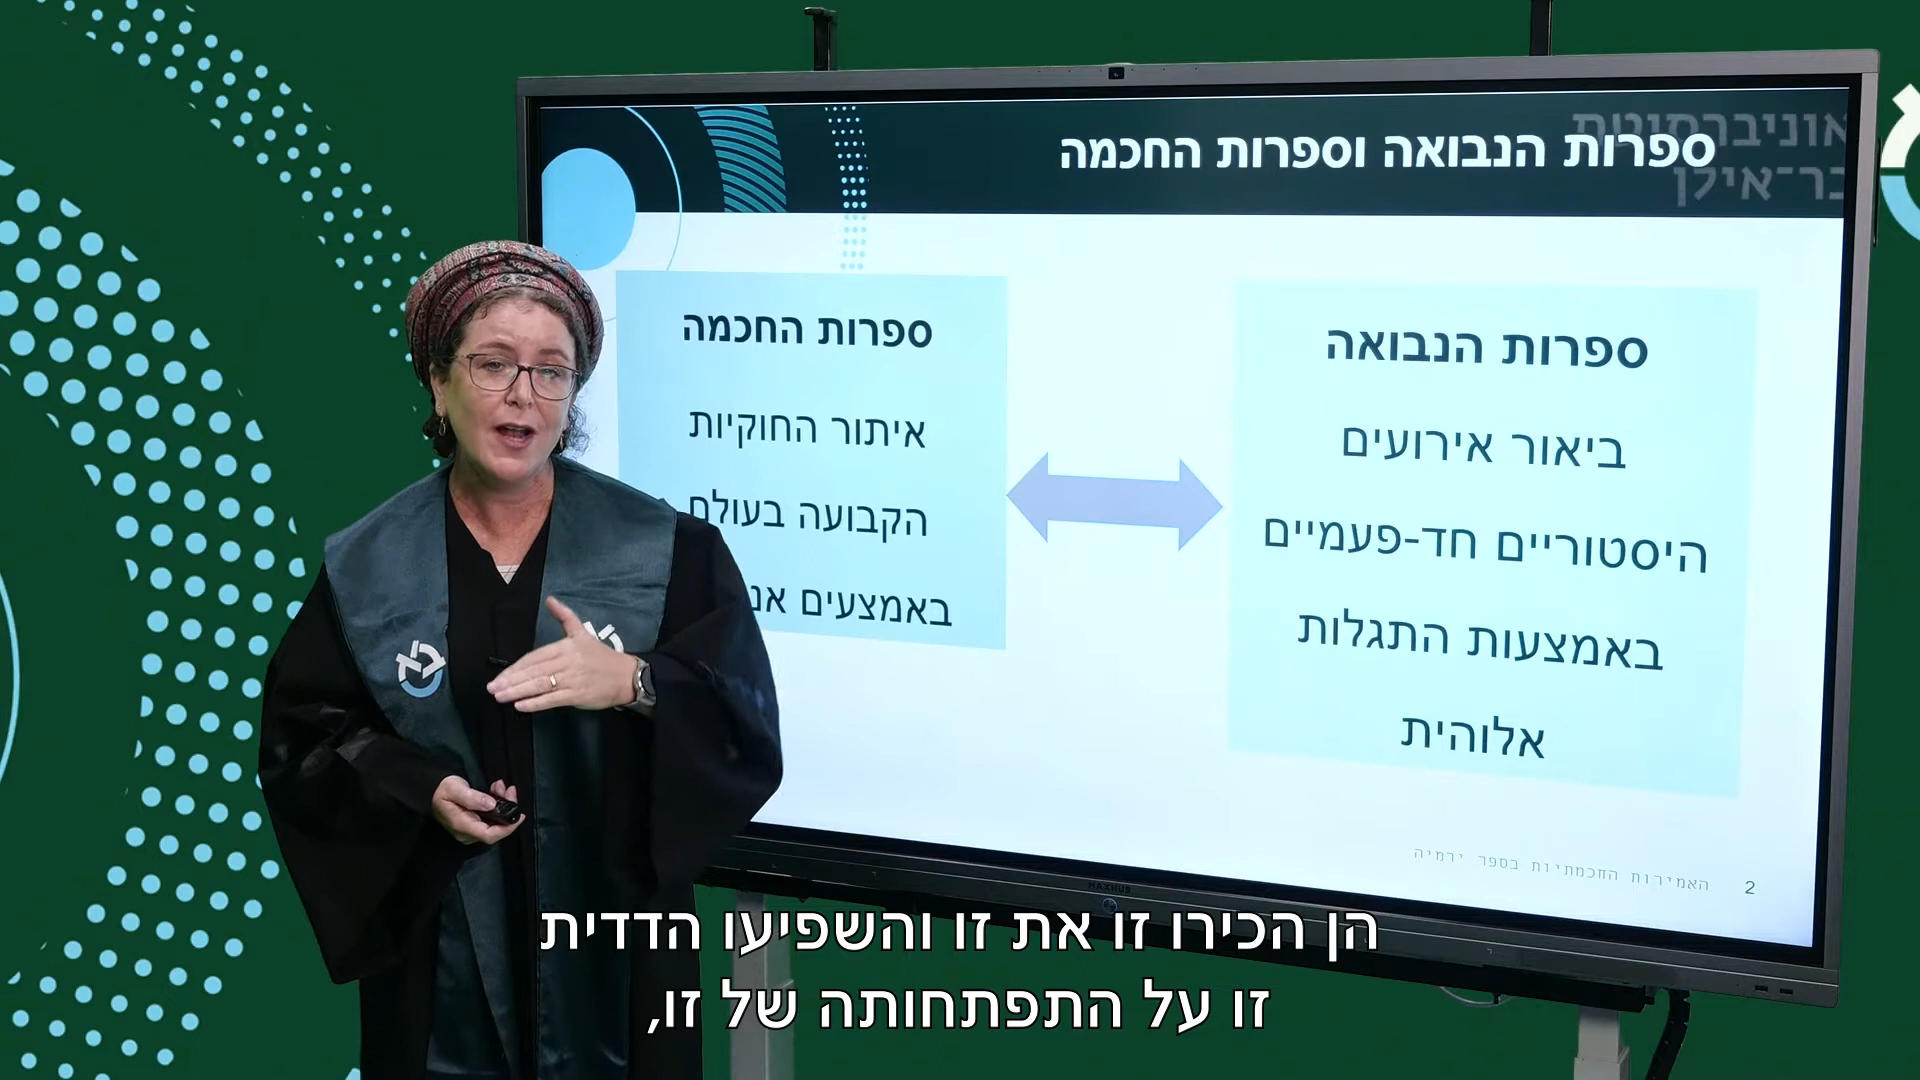 אוניברסיטת
בר־אילן
ספרות הנבואה וספרות החכמה
ספרות הנבואה
ביאור אירועים
היסטוריים חד-פעמיים
באמצעות התגלות
אלוהית
ספרות החכמה
איתור החוקיות
הקבועה בעולם
באמצעים
האמירות החכמתיות בספר ירמיה
2
MAXHUB
הן הכירו זו את זו והשפיעו הדדית
זו על התפתחותה של זו,